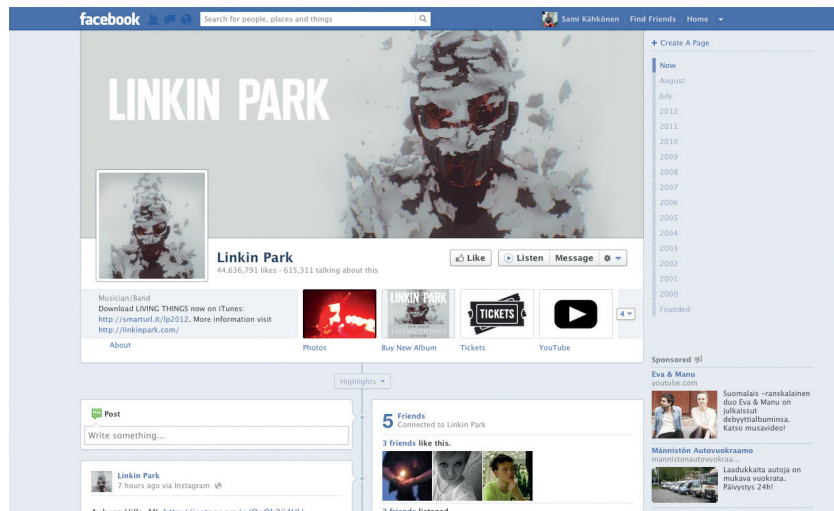 facebook
Search for people, places and things
Sami Kähkönen
Find Friends
Home
LINKIN PARK
+ Create A Page
Now
August
July
2012
2011
2010
2009
2008
2007
2006
2005
2004
2003
2002
2001
2000
Founded
Linkin Park
44,636,791 likes · 615,311 talking about this
Like
Listen
Message
Musician/Band
Download LIVING THINGS now on iTunes:
http://smarturl.it/lp2012. More information visit
http://linkinpark.com/
About
LINKIN PARK
LIVING THINGS
TICKETS
4
Photos
Buy New Album
Tickets
YouTube
Highlights
Post
Write something...
5 Friends
Connected to Linkin Park
3 friends like this.
Linkin Park
7 hours ago via Instagram
Sponsored
Eva & Manu
youtube.com
Suomalais -ranskalainen
duo Eva & Manu on
julkaissut
debyyttialbuminsa.
Katso musavideo!
Männistön Autovuokraamo
mannistonautovuokraa...
Laadukkaita autoja on
mukava vuokrata.
Päivystys 24h!